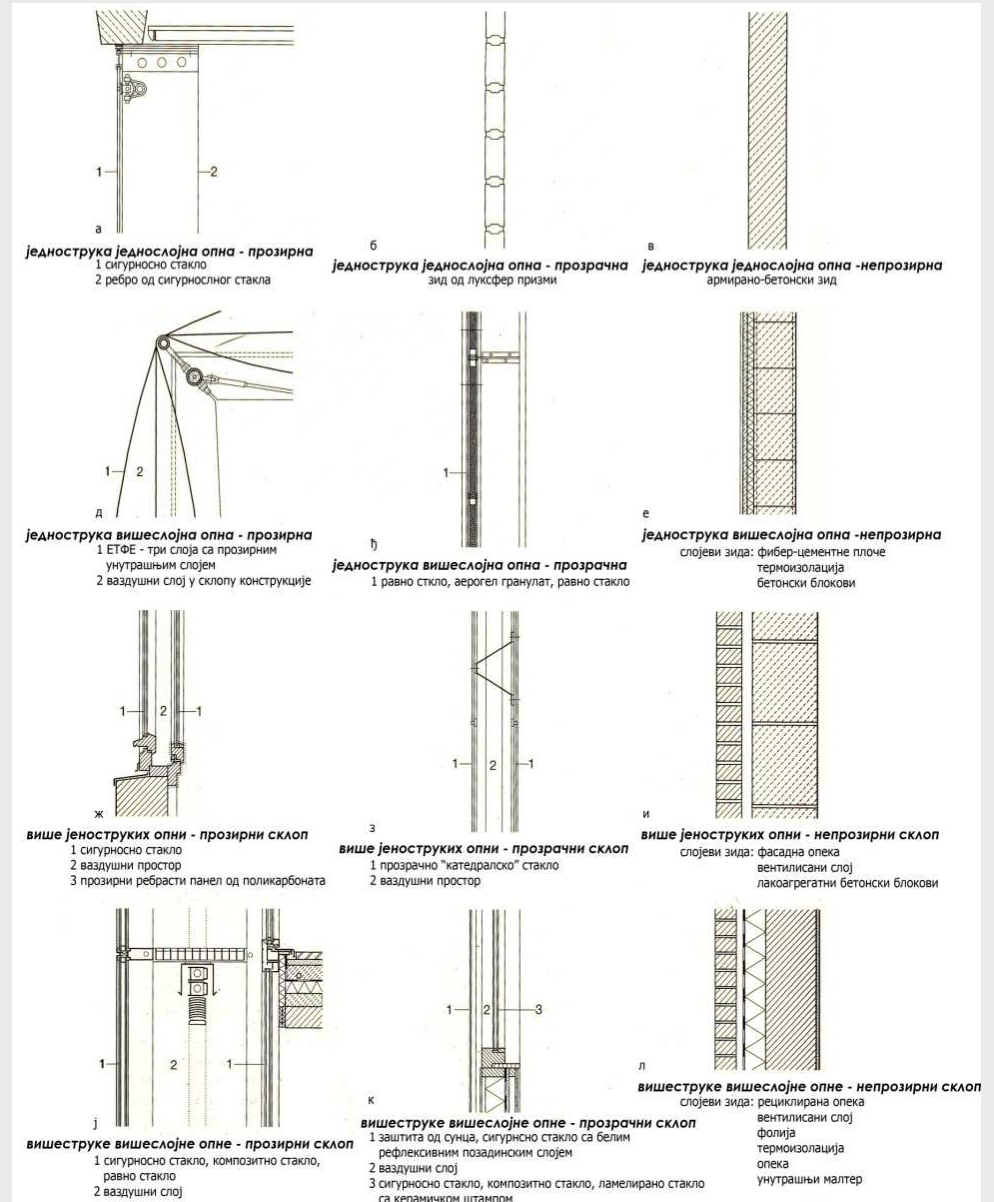 1
2
а
једнострука једнослојна опна - прозирна
1 сигурносно стакло
2 ребро од сигурнослног стакла
б
једнострука једнослојна опна - прозрачна
зид од луксфер призми
в
једнострука једнослојна опна -непрозирна
армирано-бетонски зид
1
2
д
једнострука вишеслојна опна - прозирна
1 ЕТФЕ - три слоја са прозирним
унутрашњим слојем
2 ваздушни слој у склопу конструкције
1
ђ
једнострука вишеслојна опна - прозрачна
1 равно сткло, аерогел гранулат, равно стакло
е
једнострука вишеслојна опна -непрозирна
слојеви зида: фибер-цементне плоче
термоизолација
бетонски блокови
1
2
1
ж
више јеноструких опни - прозирни склоп
1 сигурносно стакло
2 ваздушни простор
3 прозирни ребрасти панел од поликарбоната
1
2
1
з
више јеноструких опни - прозрачни склоп
1 прозрачно "катедралско" стакло
2 ваздушни простор
и
више јеноструких опни - непрозирни склоп
слојеви зида: фасадна опека
вентилисани слој
лакоагрегатни бетонски блокови
1
2
1
ј
вишеструке вишеслојне опне - прозирни склоп
1 сигурносно стакло, композитно стакло,
равно стакло
2 ваздушни слој
1
2
3
к
вишеструке вишеслојне опне - прозрачни склоп
1 заштита од сунца, сигурнсно стакло са белим
рефлексивним позадинским слојем
2 ваздушни слој
3 сигурносно стакло, композитно стакло, ламелирано стакло
са керамичком штампом
л
вишеструке вишеслојне опне - непрозирни склоп
слојеви зида: рециклирана опека
вентилисани слој
фолија
термоизолација
опека
унутрашњи малтер